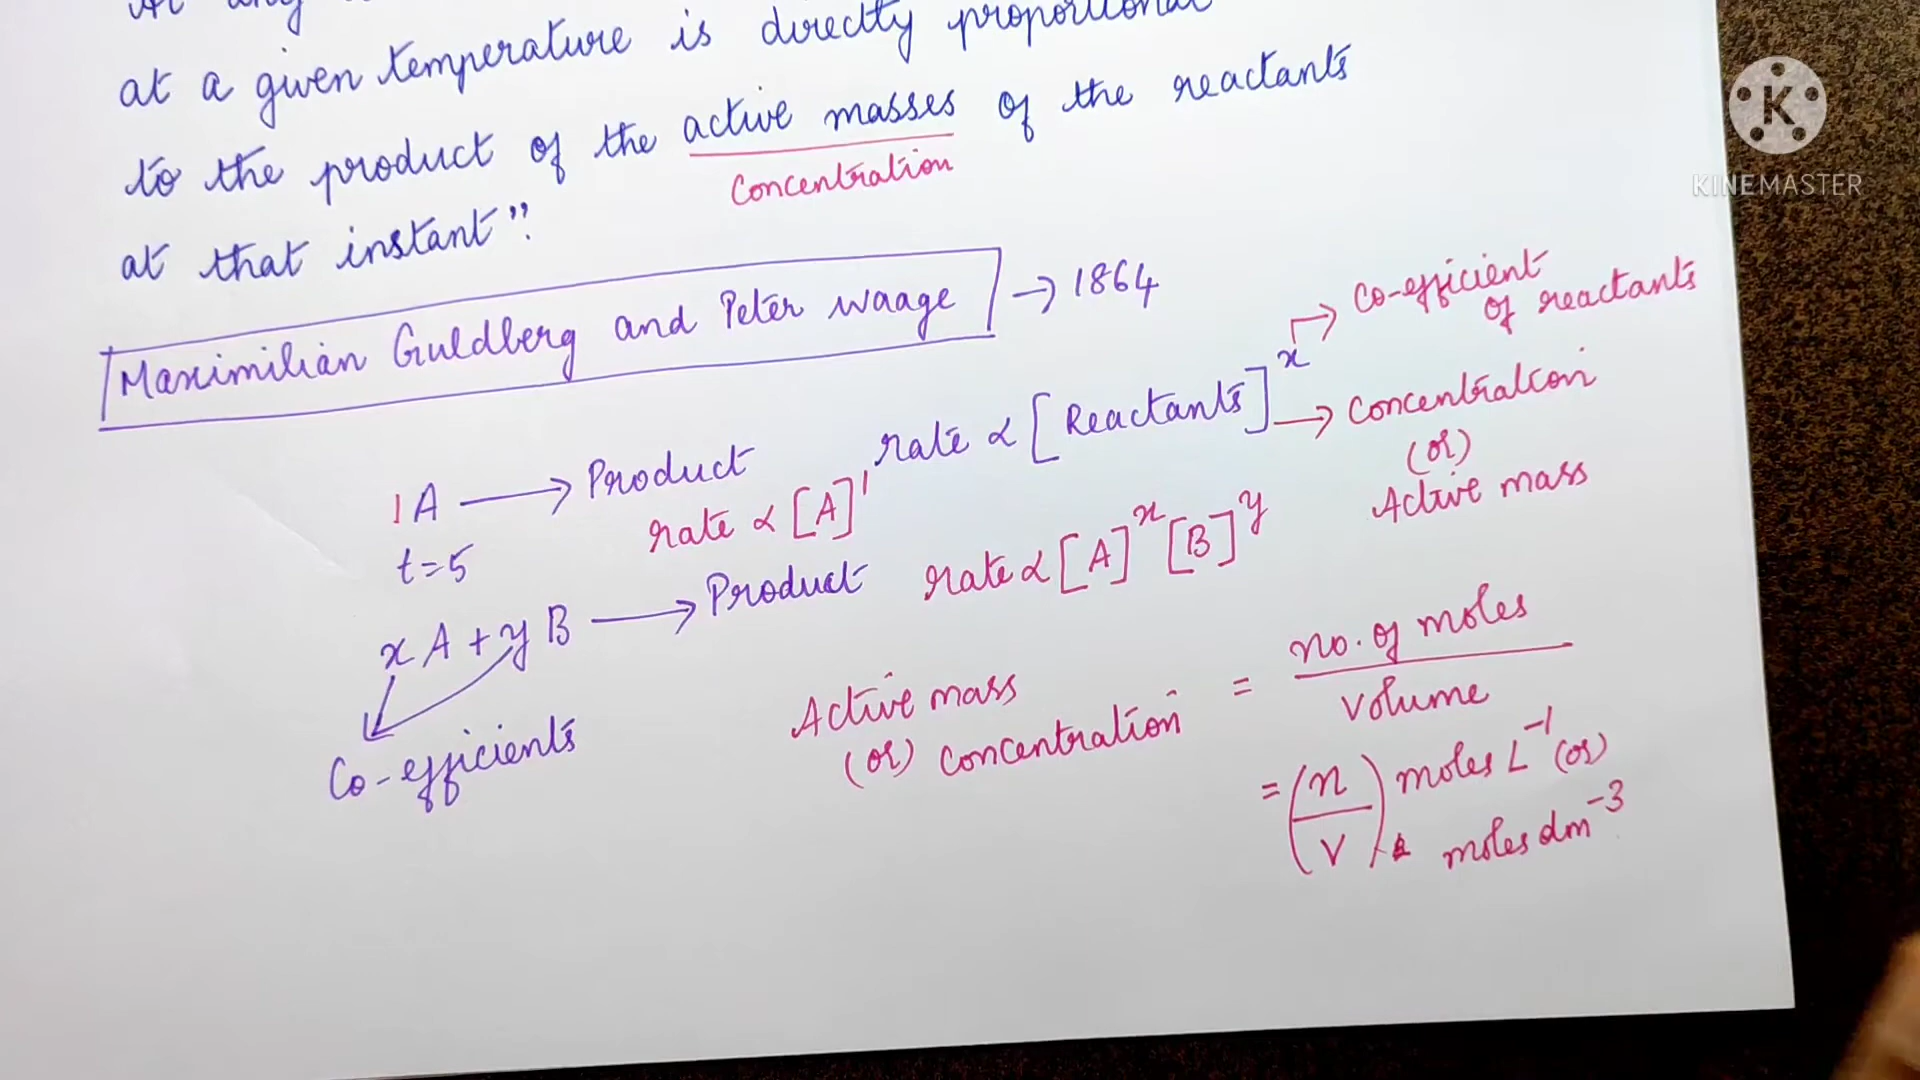 at a given temperature is directly proportional
to the product of the active masses of the reactants
Concentration
at that instant"
Maximilian Guldberg and Peter waage → 1864
1A → Product
t=5
rate ∝ [Reactants]^x
Co-efficient
of reactants
Concentration
(or)
Active mass
rate ∝ [A]^1
xA + yB → Product
rate ∝ [A]^x [B]^y
Co-efficients
Active mass
(or) concentration = no. of moles / volume
= (n/V) moles L^-1 (or)
moles dm^-3
KINEMASTER